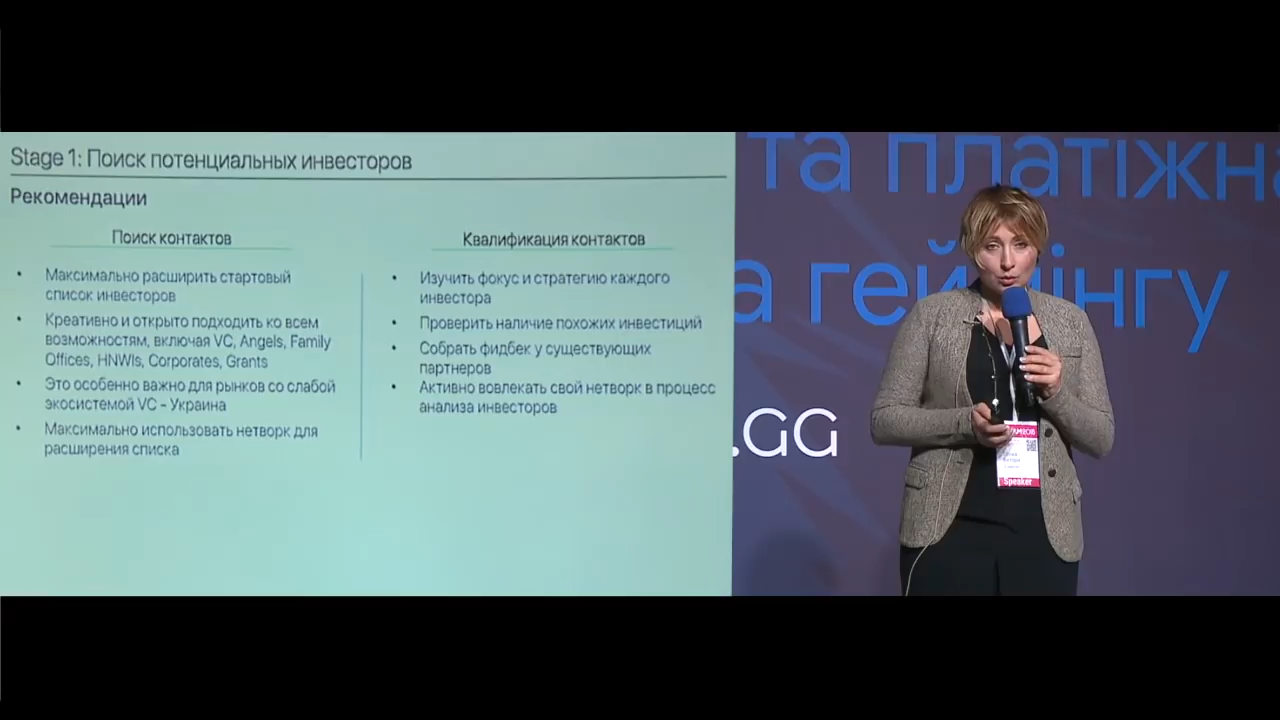 Stage 1: Поиск потенциальных инвесторов
Рекомендации
Поиск контактов
• Максимально расширить стартовый
список инвесторов
• Креативно и открыто подходить ко всем
возможностям, включая VC, Angels, Family
Offices, HNWIs, Corporates, Grants
• Это особенно важно для рынков со слабой
экосистемой VC - Украина
• Максимально использовать нетворк для
расширения списка
Квалификация контактов
• Изучить фокус и стратегию каждого
инвестора
• Проверить наличие похожих инвестиций
• Собрать фидбек у существующих
партнеров
• Активно вовлекать свой нетворк в процесс
анализа инвесторов
та платіжна
.GG
Speaker